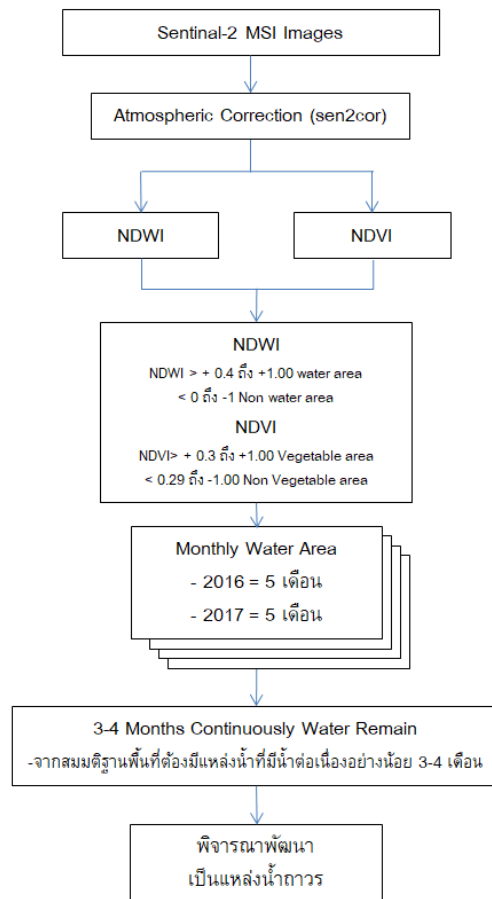 Sentinal-2 MSI Images
Atmospheric Correction (sen2cor)
NDWI
NDVI
NDWI
NDWI > + 0.4 ถึง +1.00 water area
< 0 ถึง -1 Non water area
NDVI
NDVI> + 0.3 ถึง +1.00 Vegetable area
< 0.29 ถึง -1.00 Non Vegetable area
Monthly Water Area
- 2016 = 5 เดือน
- 2017 = 5 เดือน
3-4 Months Continuously Water Remain
-จากสมมติฐานพื้นที่ต้องมีแหล่งน้ำที่มีน้ำต่อเนื่องอย่างน้อย 3-4 เดือน
พิจารณาพัฒนา
เป็นแหล่งน้ำถาวร